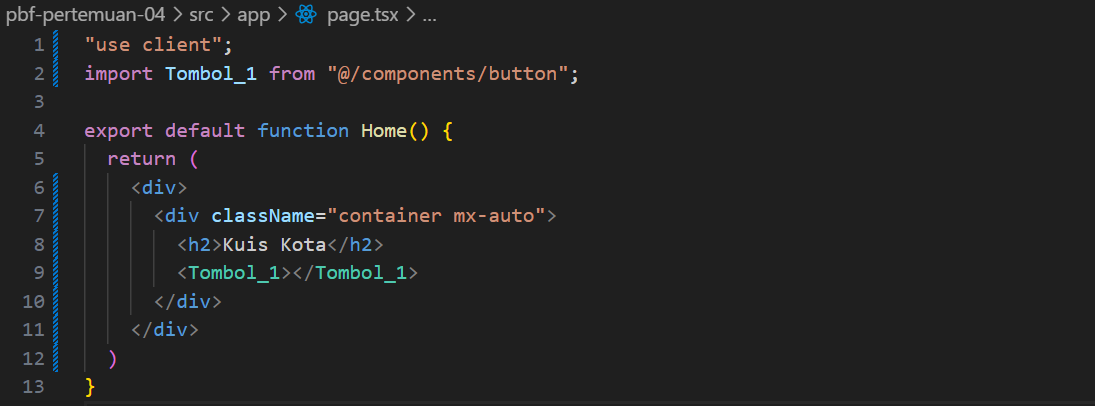 pbf-pertemuan-04 > src > app > page.tsx > ...
1 "use client";
2 import Tombol_1 from "@/components/button";
3
4 export default function Home() {
5   return (
6     <div>
7       <div className="container mx-auto">
8         <h2>Kuis Kota</h2>
9         <Tombol_1></Tombol_1>
10       </div>
11     </div>
12   )
13 }